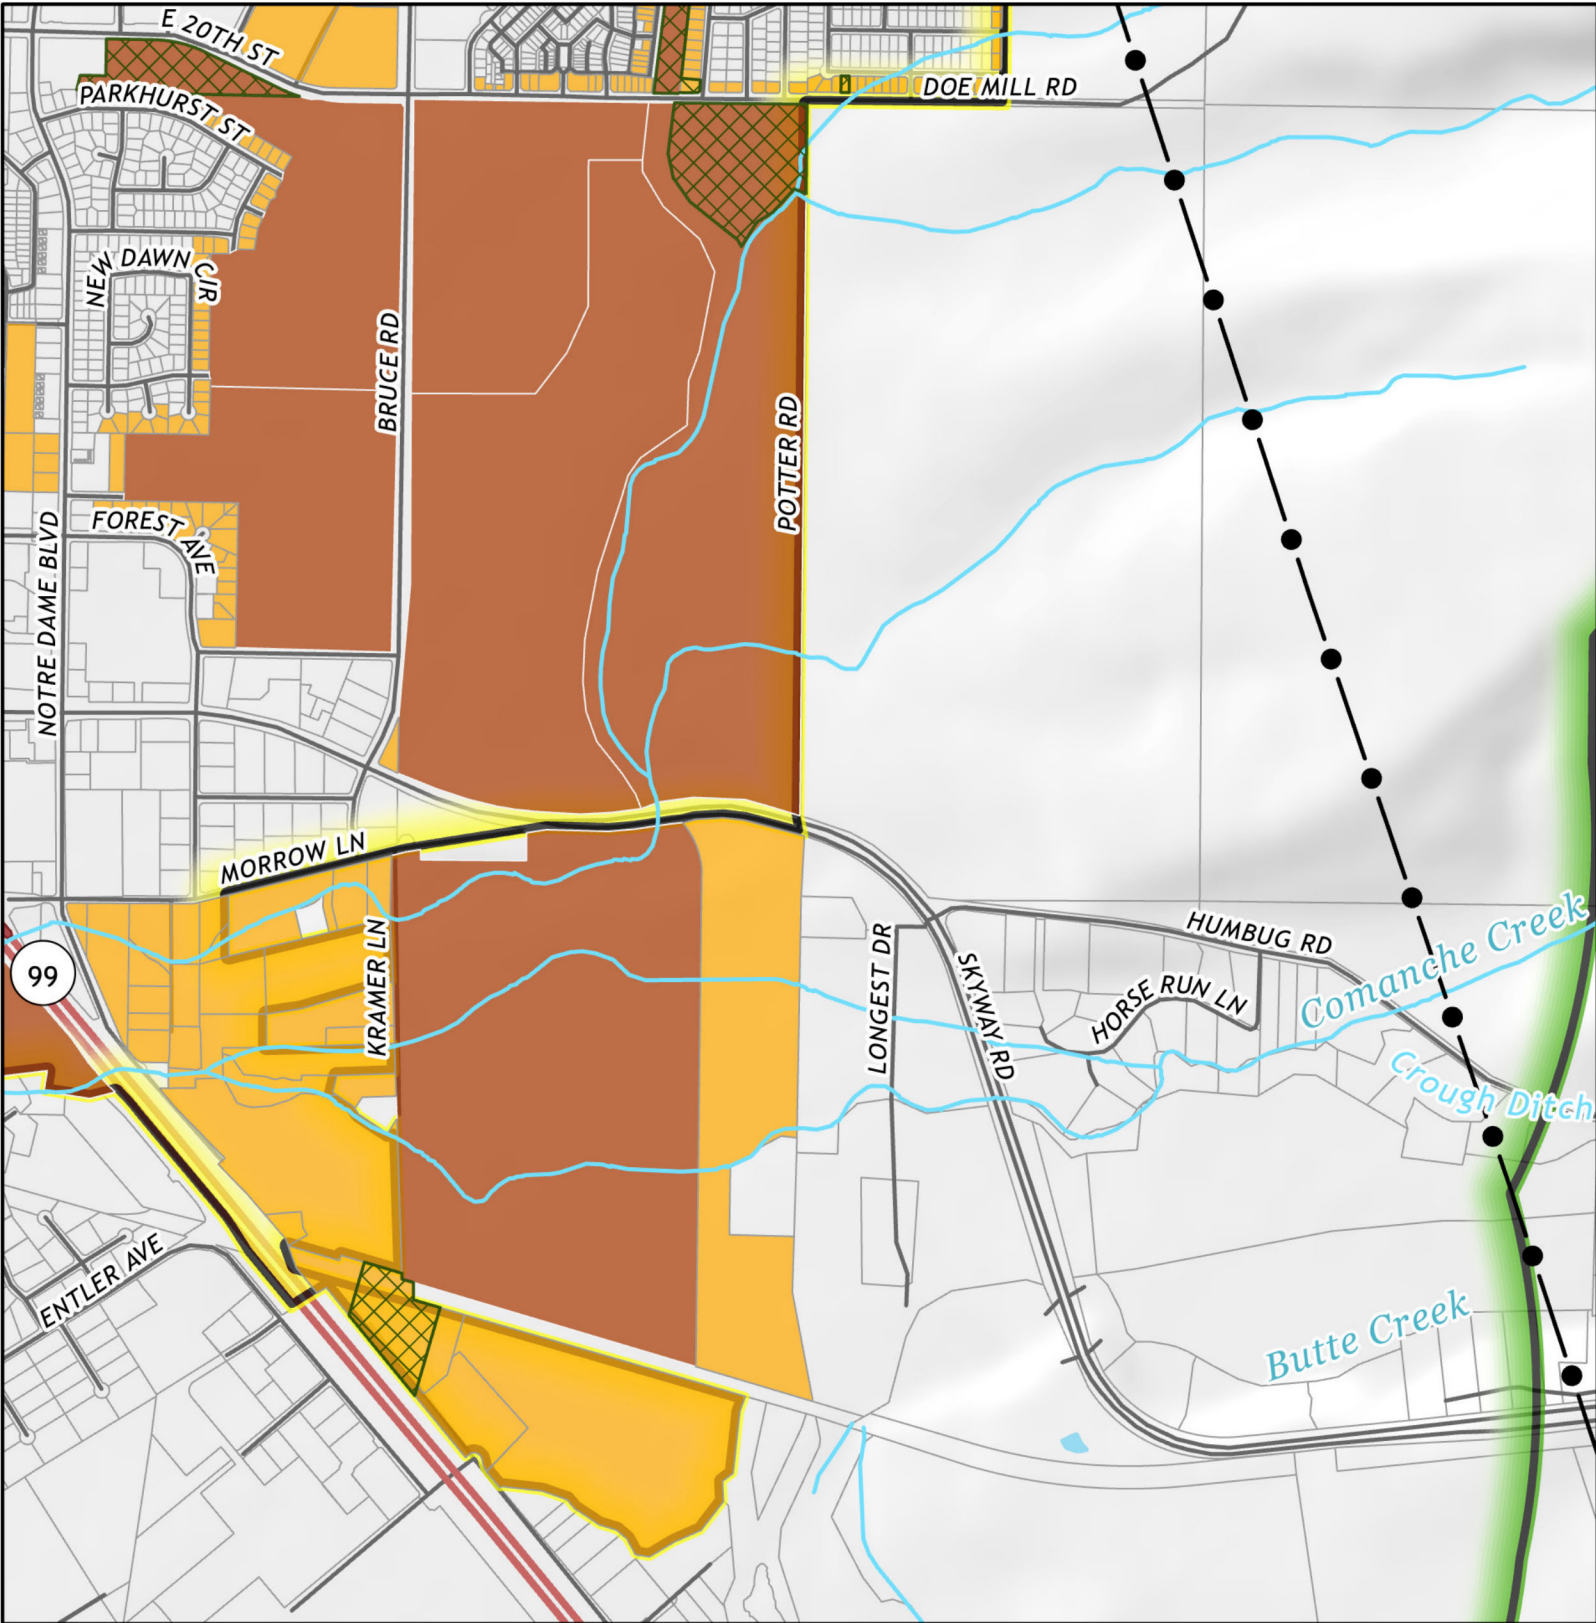 E 20TH ST
DOE MILL RD
PARKHURST ST
NEW DAWN CIR
BRUCE RD
POTTER RD
FOREST AVE
NOTRE DAME BLVD
MORROW LN
KRAMER LN
LONGEST DR
HUMBUG RD
Comanche Creek
99
SKYWAY RD
HORSE RUN LN
Crough Ditch
ENTLER AVE
Butte Creek